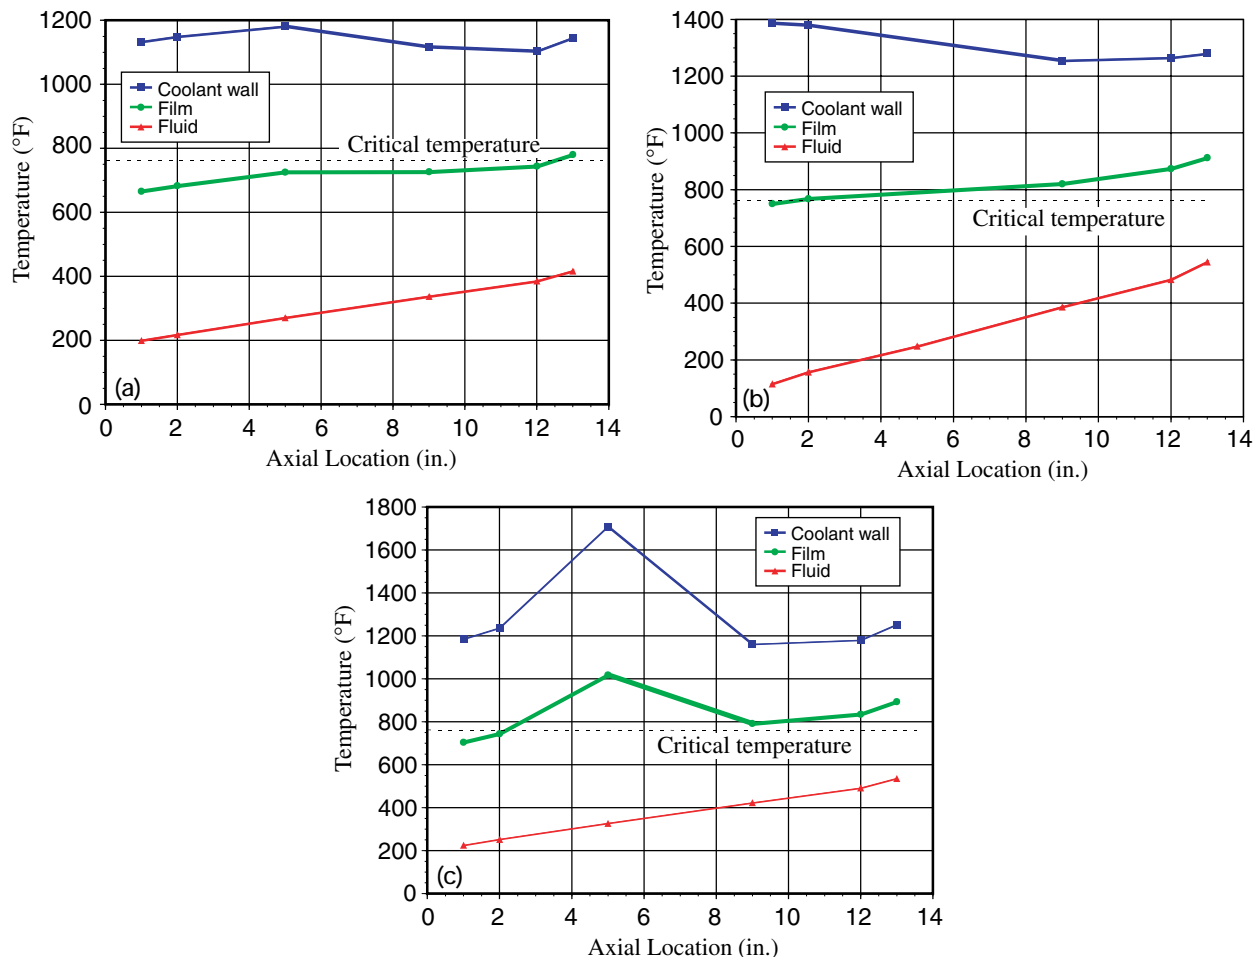 1200
1000
800
600
400
200
0
Temperature (°F)
Coolant wall
Film
Fluid
Critical temperature
(a)
0 2 4 6 8 10 12 14
Axial Location (in.)
1400
1200
1000
800
600
400
200
0
Temperature (°F)
Coolant wall
Film
Fluid
Critical temperature
(b)
0 2 4 6 8 10 12 14
Axial Location (in.)
1800
1600
1400
1200
1000
800
600
400
200
0
Temperature (°F)
Coolant wall
Film
Fluid
Critical temperature
(c)
0 2 4 6 8 10 12 14
Axial Location (in.)